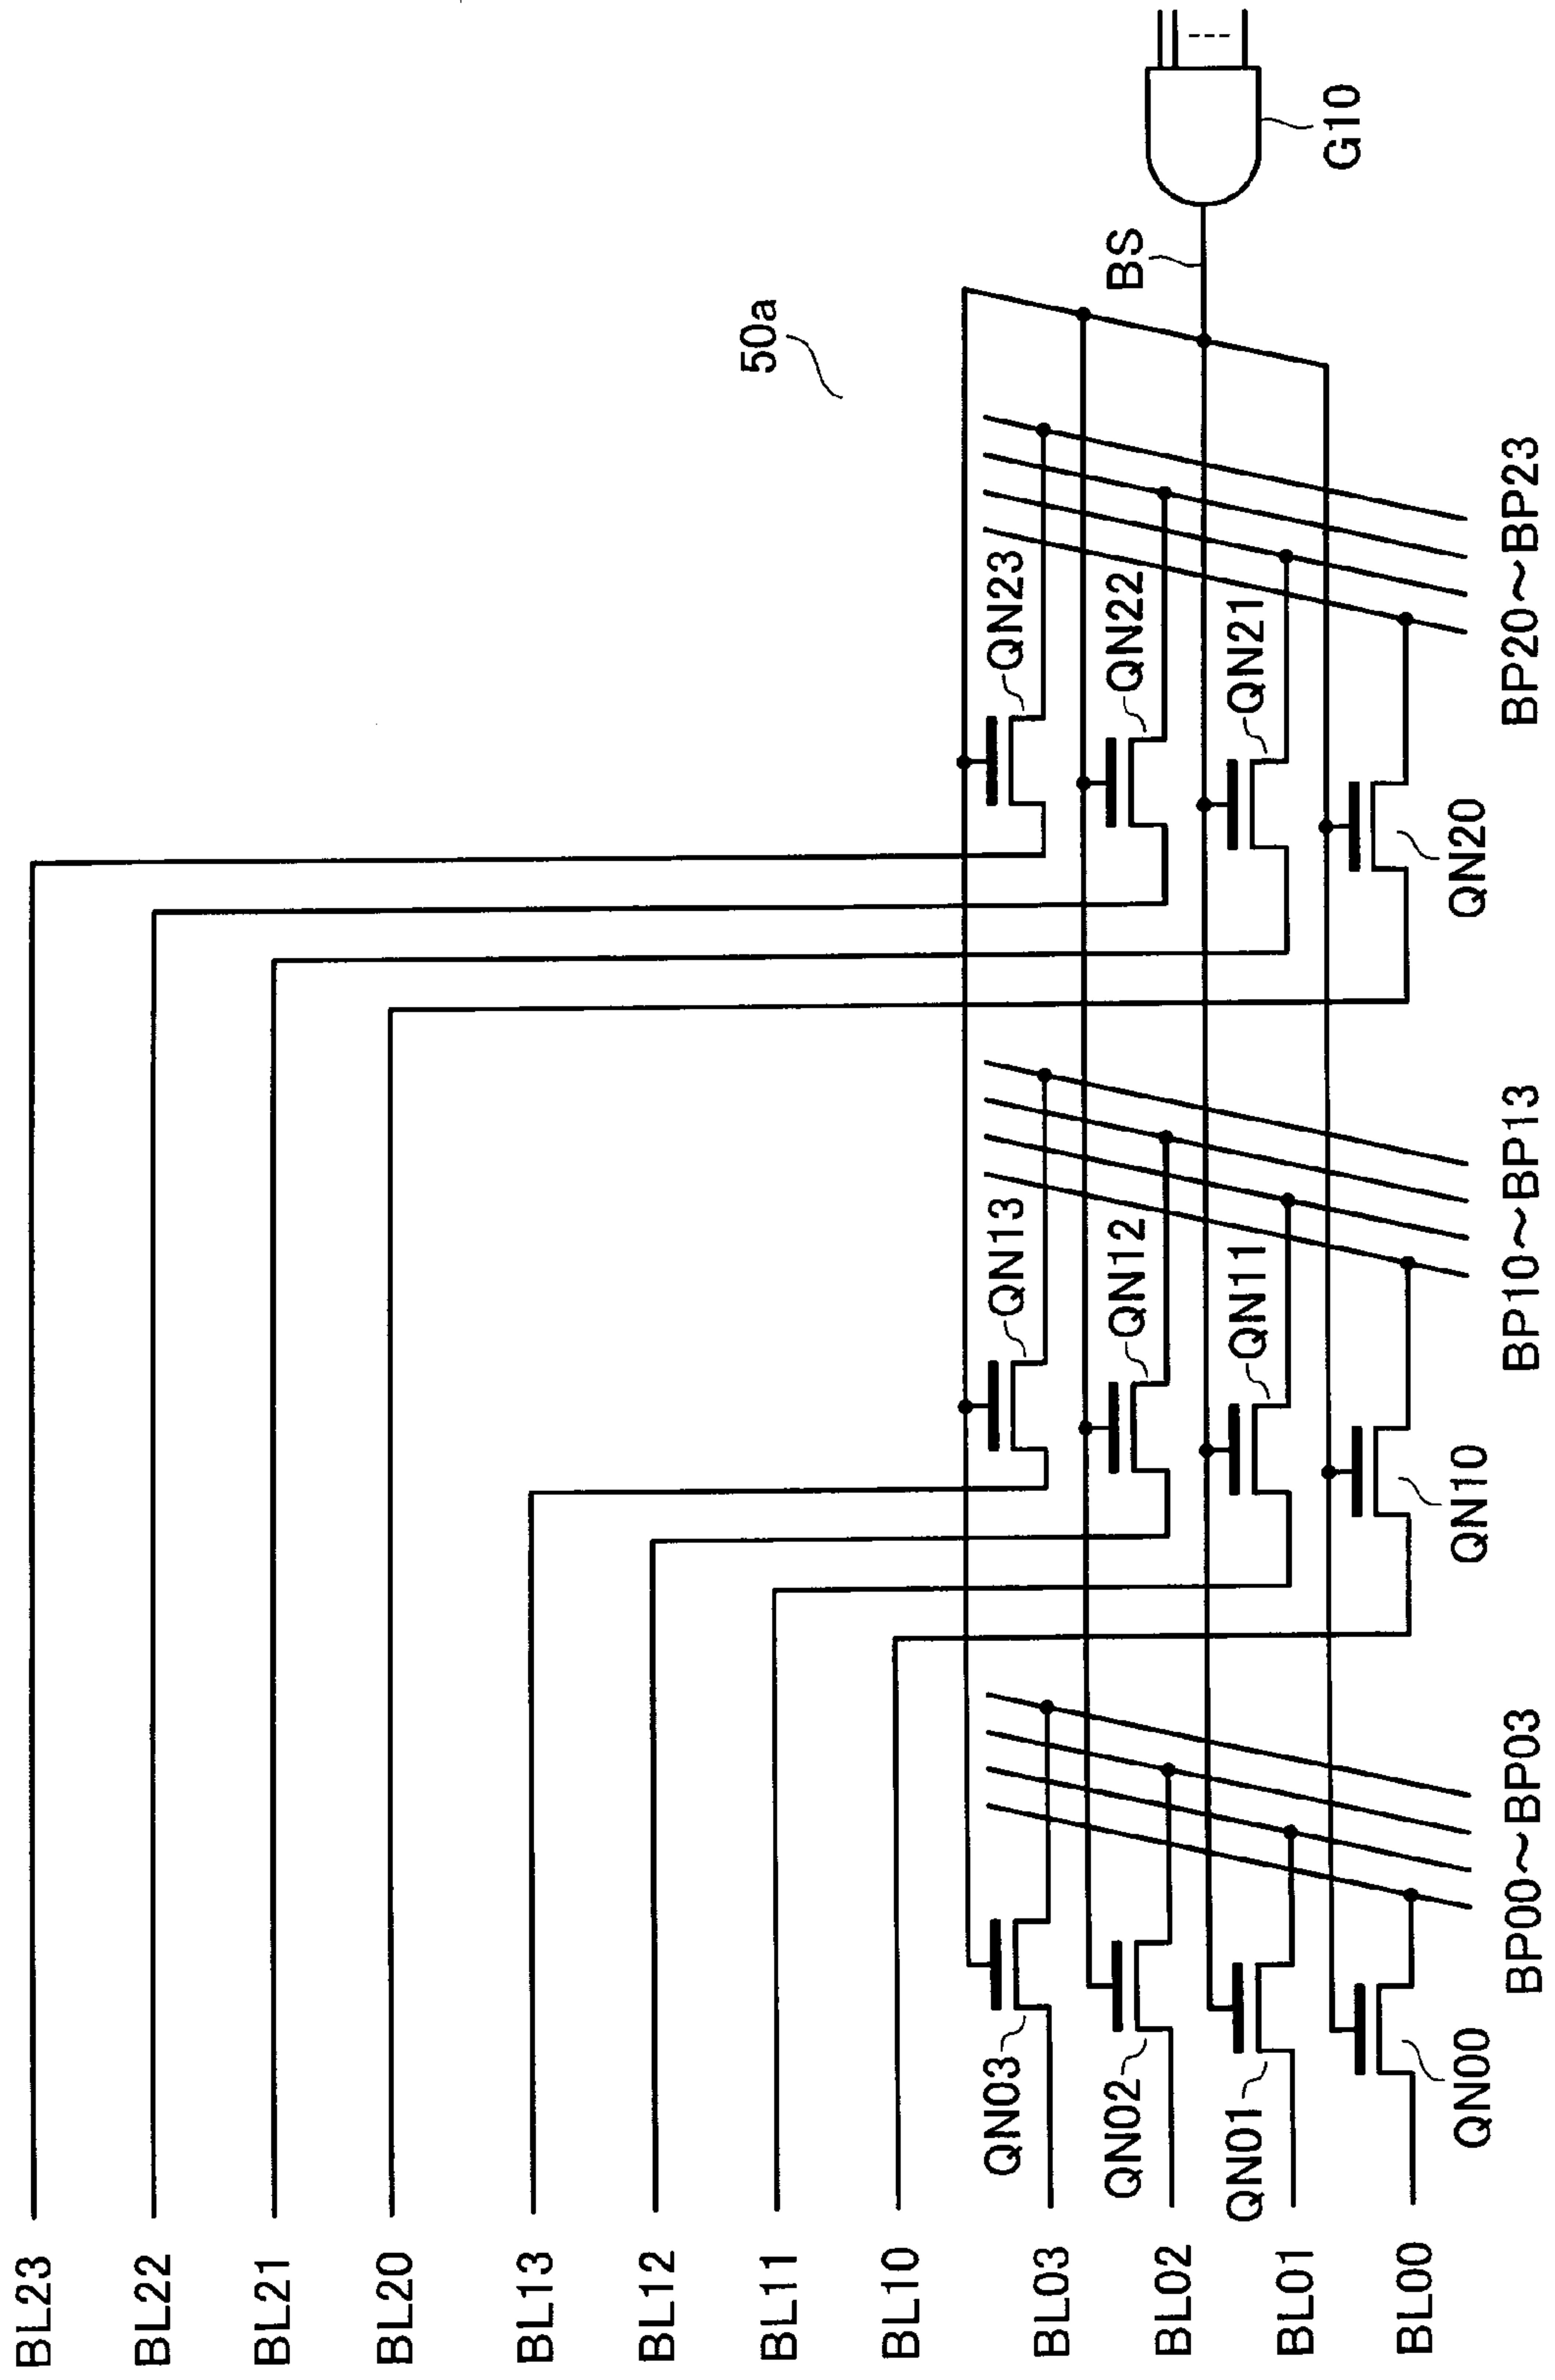 BL23
BL22
BL21
BL20
BL13
BL12
BL11
BL10
BL03
BL02
BL01
BL00
QN03
QN02
QN01
QN00
BP00~BP03
QN13
QN12
QN11
QN10
BP10~BP13
QN23
QN22
QN21
QN20
BP20~BP23
50a
BS
G10